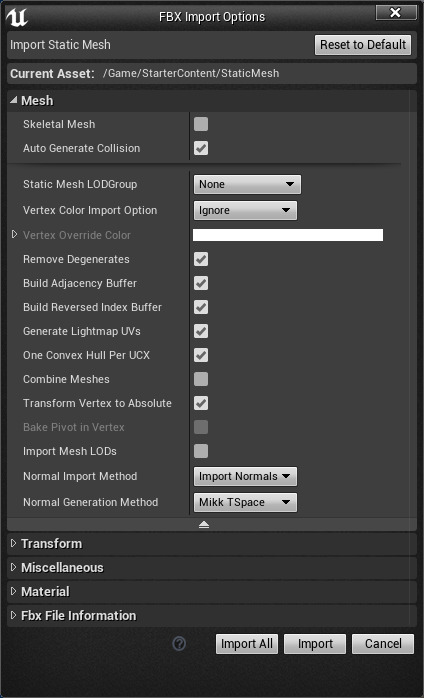 FBX Import Options
Import Static Mesh
Reset to Default
Current Asset: /Game/StarterContent/StaticMesh
Mesh
Skeletal Mesh
Auto Generate Collision
Static Mesh LODGroup None
Vertex Color Import Option Ignore
Vertex Override Color
Remove Degenerates
Build Adjacency Buffer
Build Reversed Index Buffer
Generate Lightmap UVs
One Convex Hull Per UCX
Combine Meshes
Transform Vertex to Absolute
Bake Pivot in Vertex
Import Mesh LODs
Normal Import Method Import Normals
Normal Generation Method Mikk TSpace
Transform
Miscellaneous
Material
Fbx File Information
? Import All Import Cancel